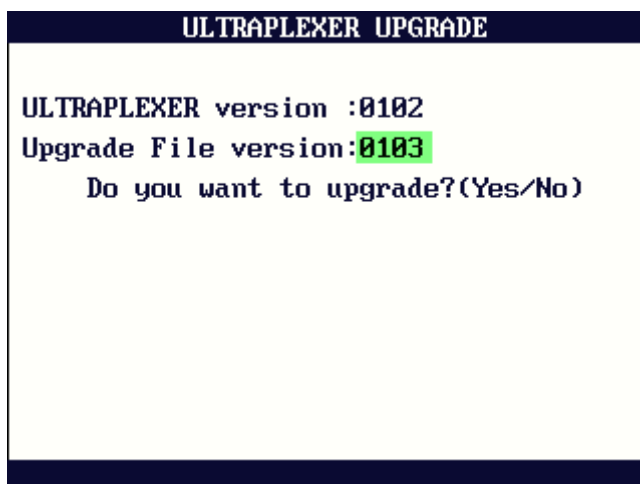 ULTRAPLEXER UPGRADE
ULTRAPLEXER version :0102
Upgrade File version:0103
Do you want to upgrade?(Yes/No)